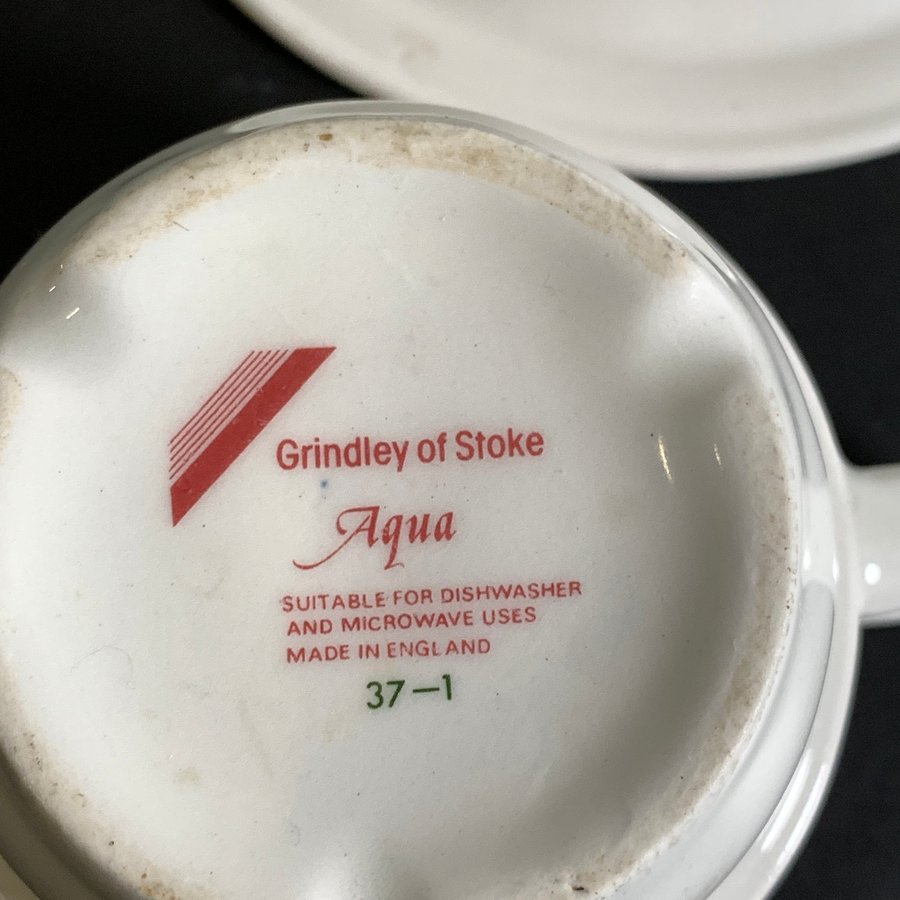 Grindley of Stoke
Aqua
SUITABLE FOR DISHWASHER
AND MICROWAVE USES
MADE IN ENGLAND
37-1